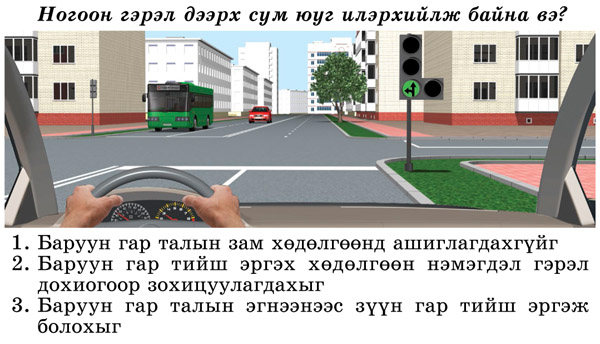 Ногоон гэрэл дээрх сум юуг илэрхийлж байна вэ?
1. Баруун гар талын зам хөдөлгөөнд ашиглагдахгүйг
2. Баруун гар тийш эргэх хөдөлгөөн нэмэгдэл гэрэл
дохиогоор зохицуулагдахыг
3. Баруун гар талын эгнээнээс зүүн гар тийш эргэж
болохыг